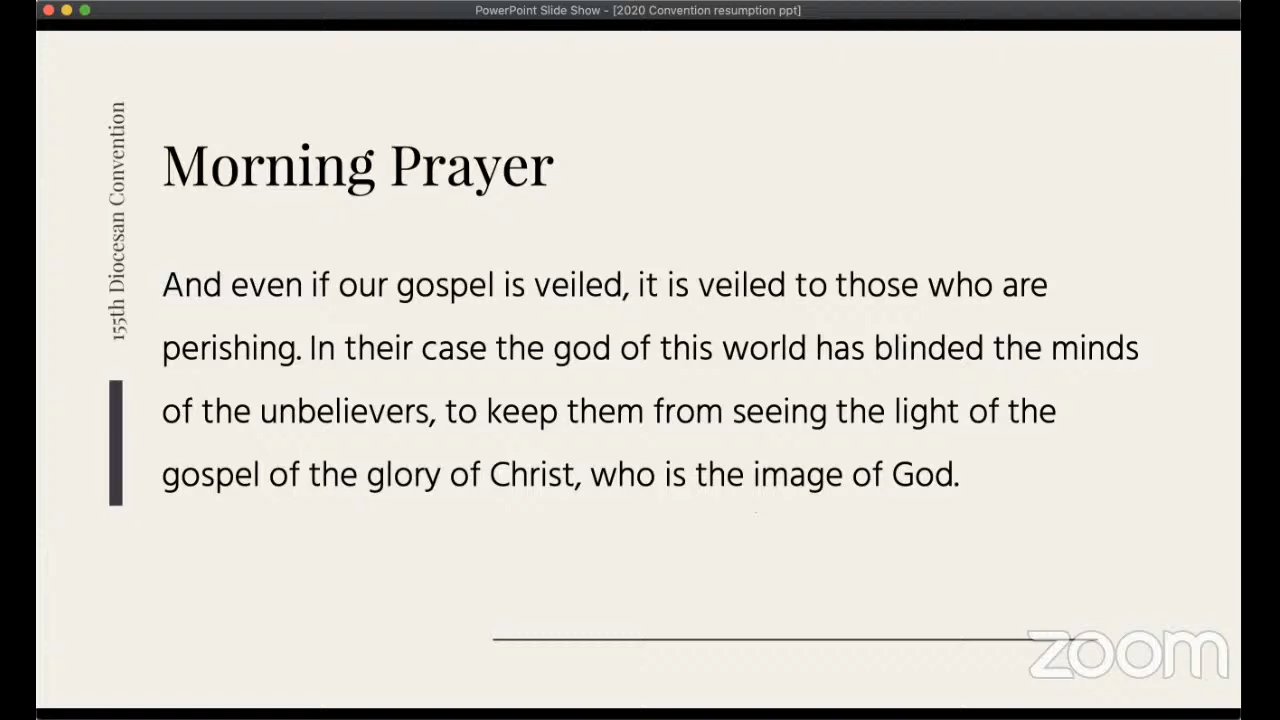 PowerPoint Slide Show - [2020 Convention resumption ppt]
155th Diocesan Convention
Morning Prayer
And even if our gospel is veiled, it is veiled to those who are
perishing. In their case the god of this world has blinded the minds
of the unbelievers, to keep them from seeing the light of the
gospel of the glory of Christ, who is the image of God.
zoom